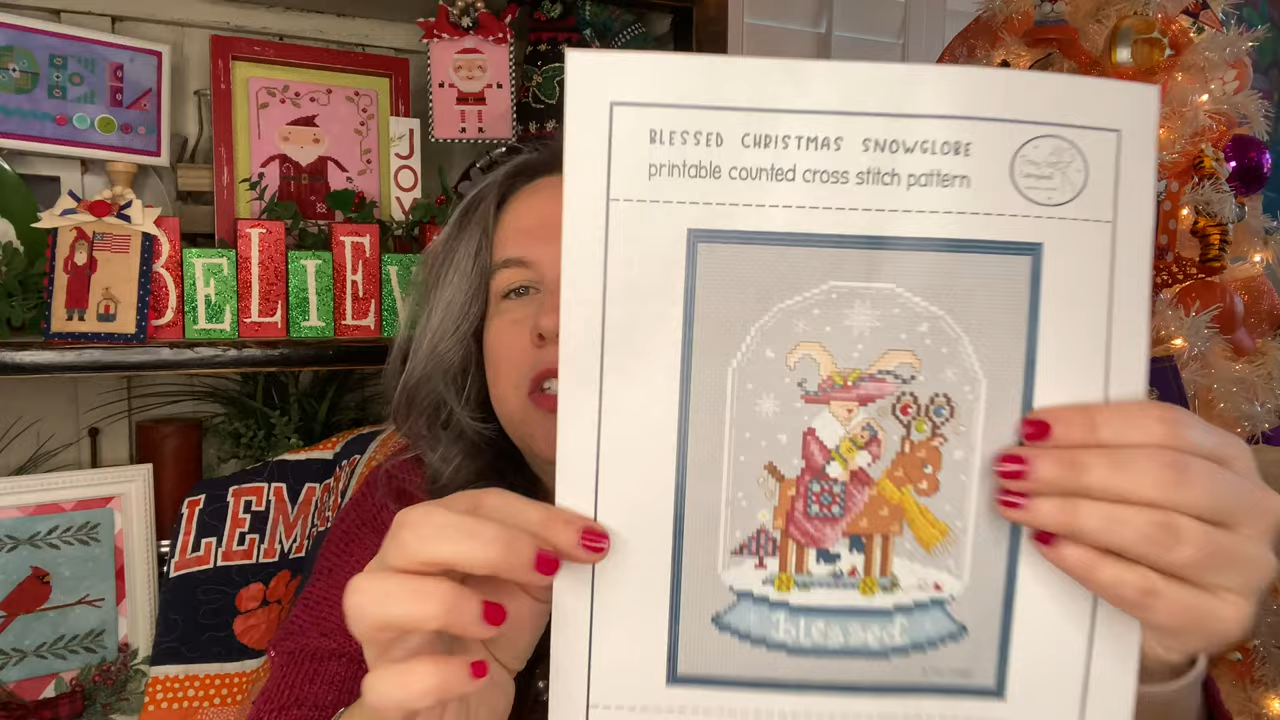 JOY
BELIEV
LEMS
BLESSED CHRISTMAS SNOWGLOBE
printable counted cross stitch pattern
blessed